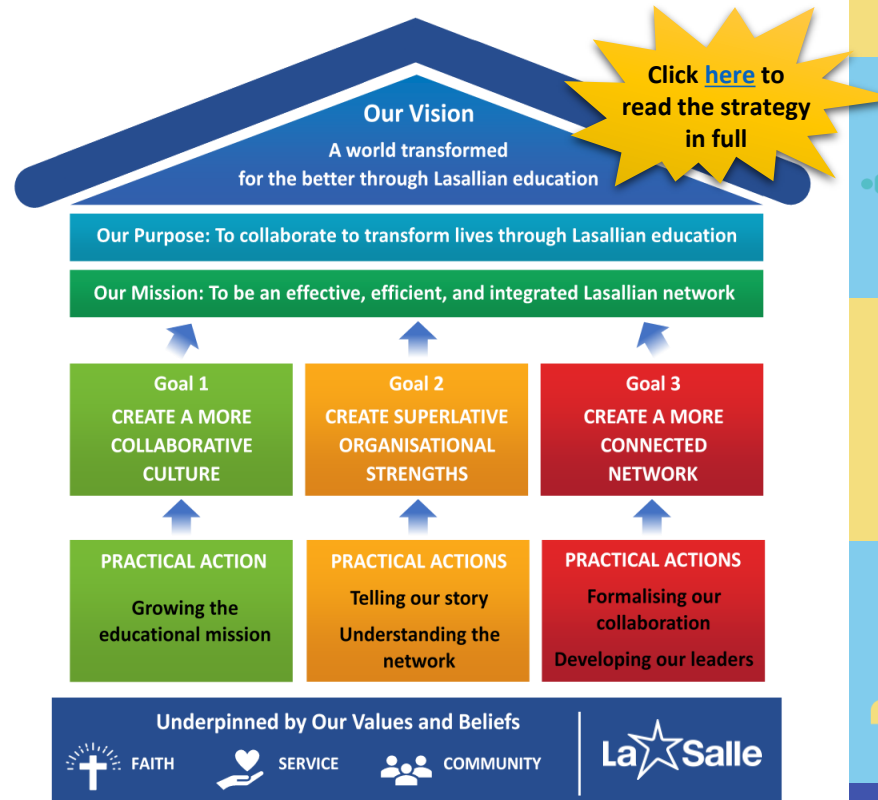 Our Vision
A world transformed
for the better through Lasallian education
Click here to
read the strategy
in full
Our Purpose: To collaborate to transform lives through Lasallian education
Our Mission: To be an effective, efficient, and integrated Lasallian network
Goal 1
CREATE A MORE
COLLABORATIVE
CULTURE
Goal 2
CREATE SUPERLATIVE
ORGANISATIONAL
STRENGTHS
Goal 3
CREATE A MORE
CONNECTED
NETWORK
PRACTICAL ACTION
Growing the
educational mission
PRACTICAL ACTIONS
Telling our story
Understanding the
network
PRACTICAL ACTIONS
Formalising our
collaboration
Developing our leaders
Underpinned by Our Values and Beliefs
FAITH
SERVICE
COMMUNITY
La Salle